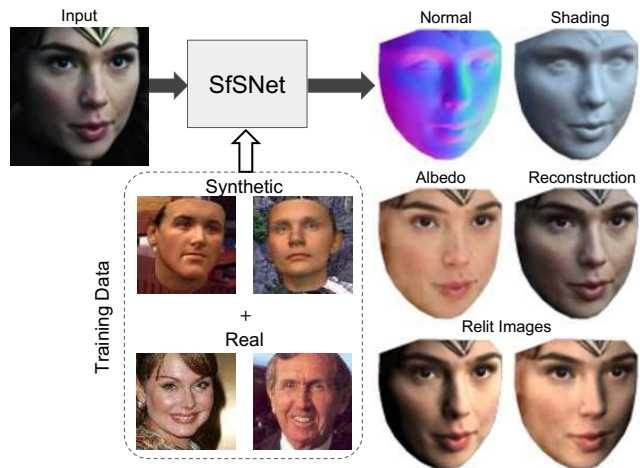 Input
SfSNet
Normal
Shading
Synthetic
+
Real
Training Data
Albedo
Reconstruction
Relit Images